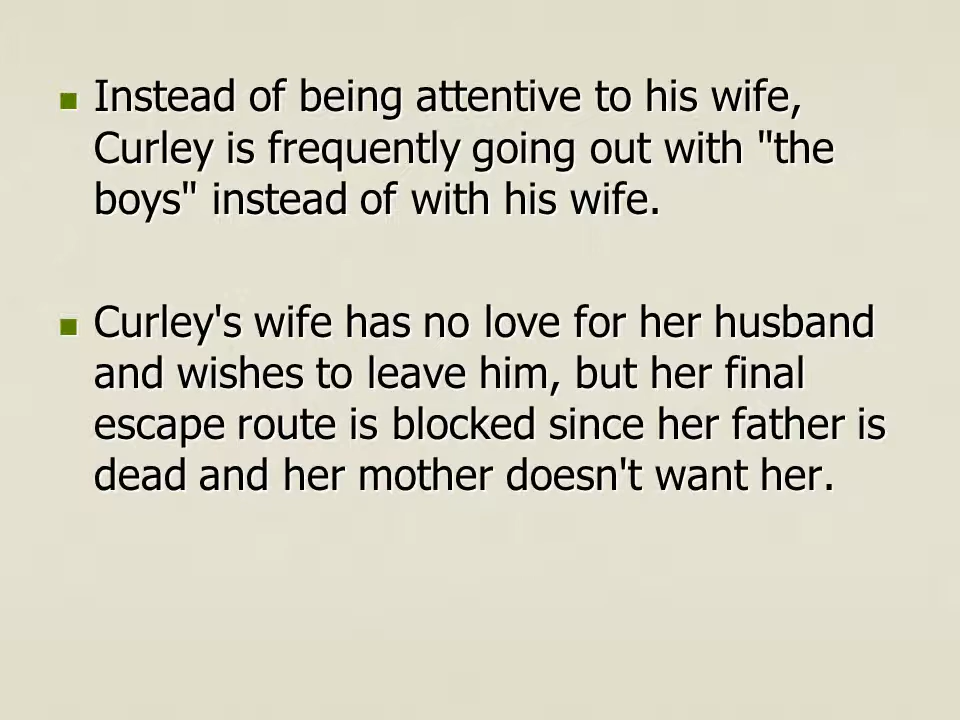 Instead of being attentive to his wife,
Curley is frequently going out with "the
boys" instead of with his wife.
Curley's wife has no love for her husband
and wishes to leave him, but her final
escape route is blocked since her father is
dead and her mother doesn't want her.